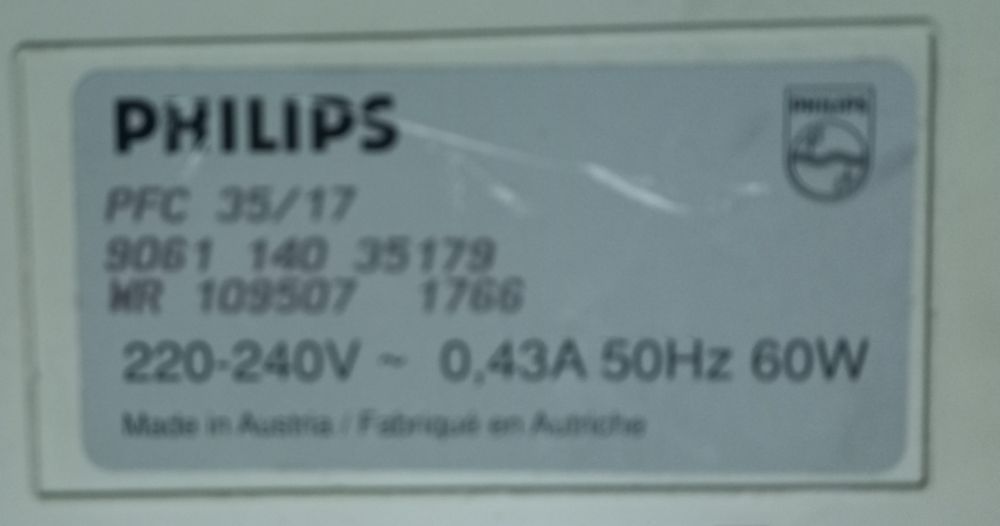 PHILIPS
PHILIPS
PFC 35/17
9061 140 35179
WR 109507 1766
220-240V ~ 0,43A 50Hz 60W
Made in Austria / Fabriqué en Autriche